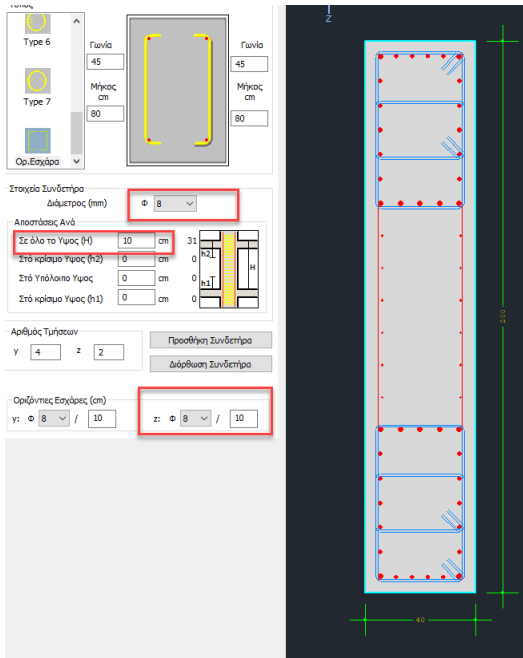 Τύπος
Type 6
Type 7
Ορ.Εσχάρα
Γωνία
45
Μήκος
cm
80
Γωνία
45
Μήκος
cm
80
Στοιχεία Συνδετήρα
Διάμετρος (mm) Φ 8
Αποστάσεις Ανά
Σε όλο το Υψος (H) 10 cm 31
Στό κρίσιμο Υψος (h2) 0 cm 0
Στό Υπόλοιπο Υψος 0 cm 0
Στό κρίσιμο Υψος (h1) 0 cm 0
h2
H
h1
Αριθμός Τμήσεων
y 4 z 2
Προσθήκη Συνδετήρα
Διόρθωση Συνδετήρα
Οριζόντιες Εσχάρες (cm)
y: Φ 8 / 10 z: Φ 8 / 10
Z
200
40